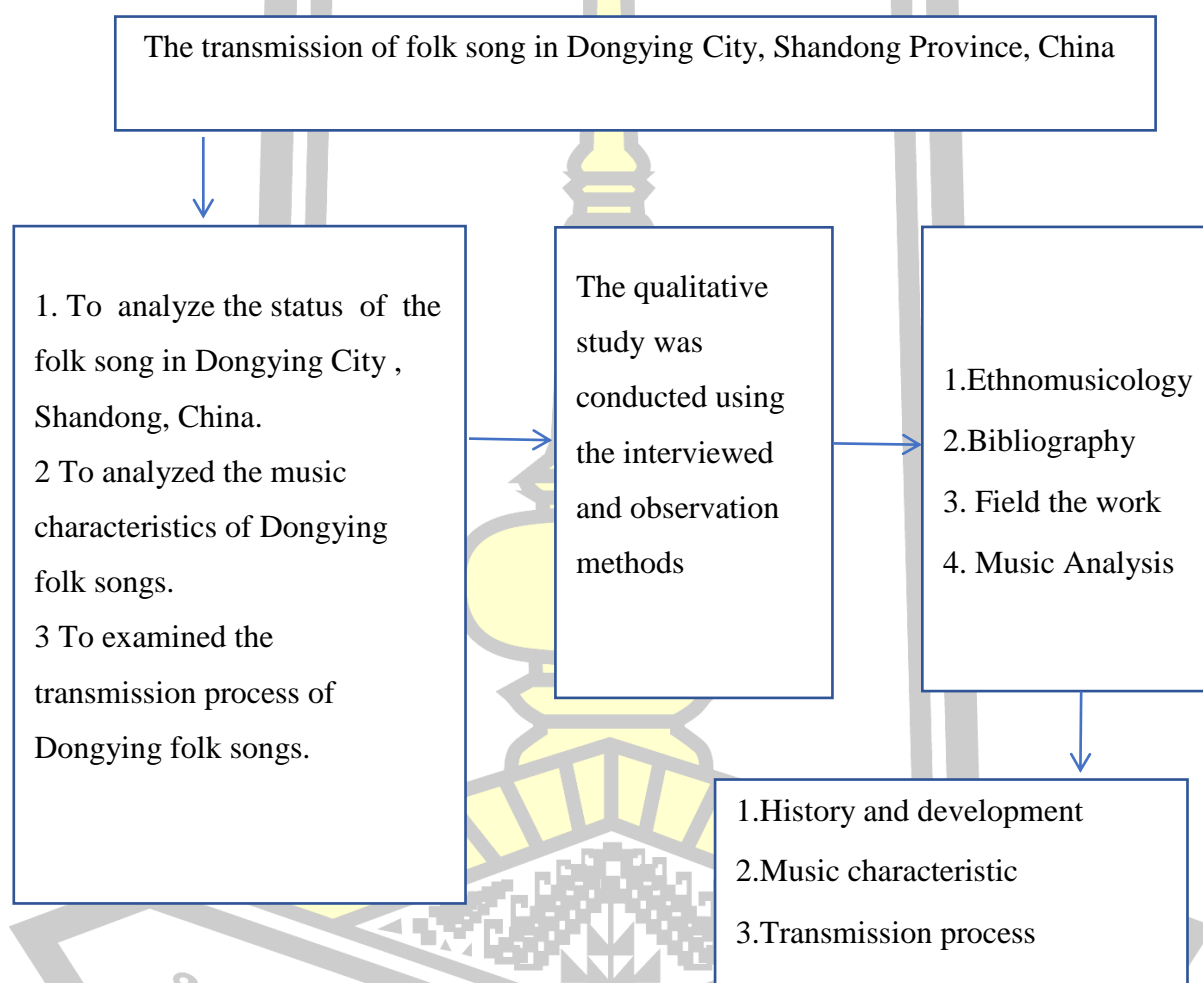 The transmission of folk song in Dongying City, Shandong Province, China
1. To analyze the status of the
folk song in Dongying City ,
Shandong, China.
2 To analyzed the music
characteristics of Dongying
folk songs.
3 To examined the
transmission process of
Dongying folk songs.
The qualitative
study was
conducted using
the interviewed
and observation
methods
1.Ethnomusicology
2.Bibliography
3. Field the work
4. Music Analysis
1.History and development
2.Music characteristic
3.Transmission process